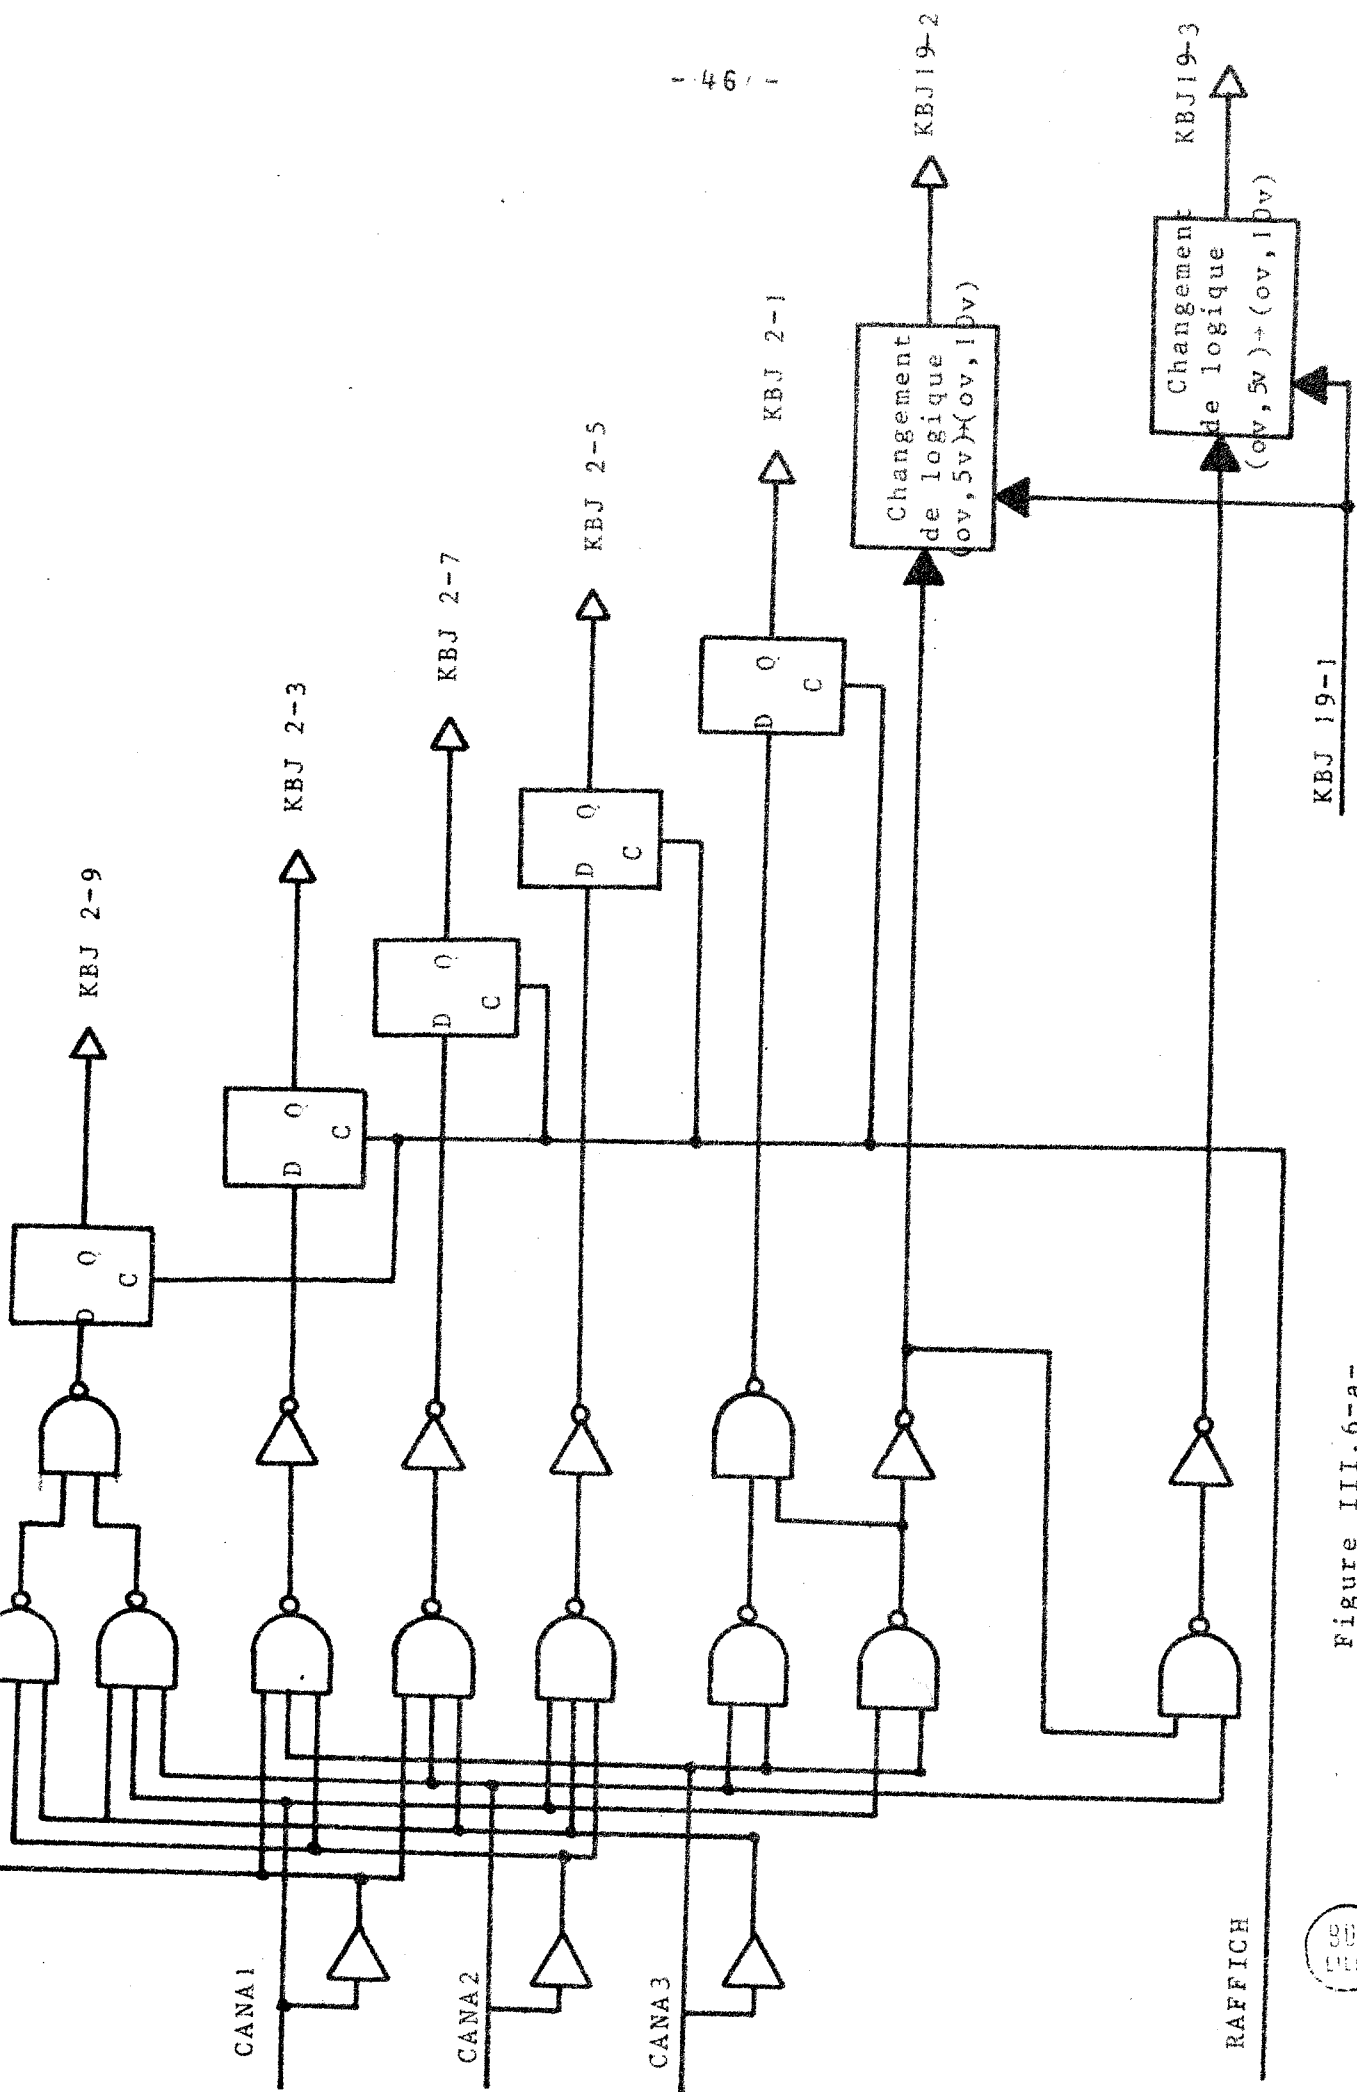 - 46 -
KBJ 2-9
KBJ 2-3
KBJ 2-7
KBJ 2-5
KBJ 2-1
KBJ19-2
KBJ19-3
D
Q
C
D
Q
C
D
Q
C
D
Q
C
D
Q
C
Changement
de logique
(ov,5v)→(ov,10v)
Changement
de logique
(ov,5v)→(ov,10v)
KBJ 19-1
CANA1
CANA2
CANA3
RAFFICH
Figure III.6-a-